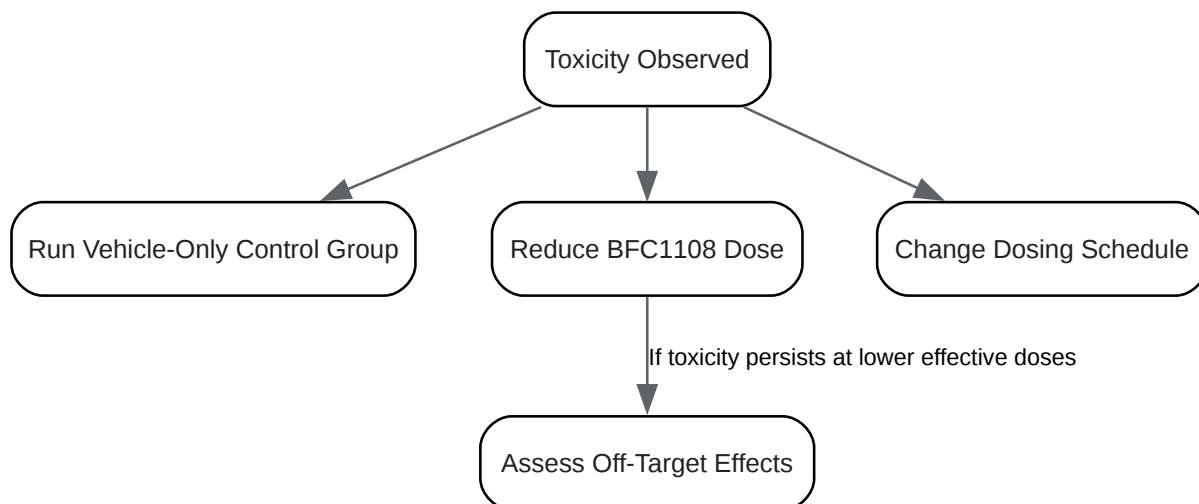 Toxicity Observed
Run Vehicle-Only Control Group
Reduce BFC1108 Dose
Change Dosing Schedule
If toxicity persists at lower effective doses
Assess Off-Target Effects